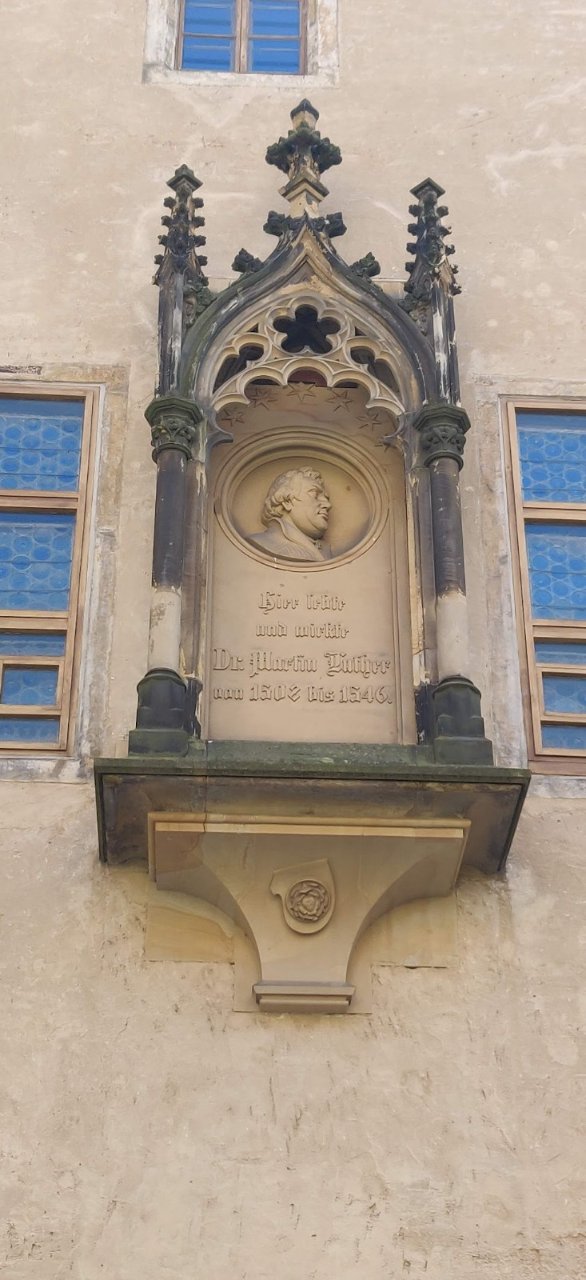 Hier lebte
und wirkte
Dr. Martin Luther
von 1508 bis 1546.